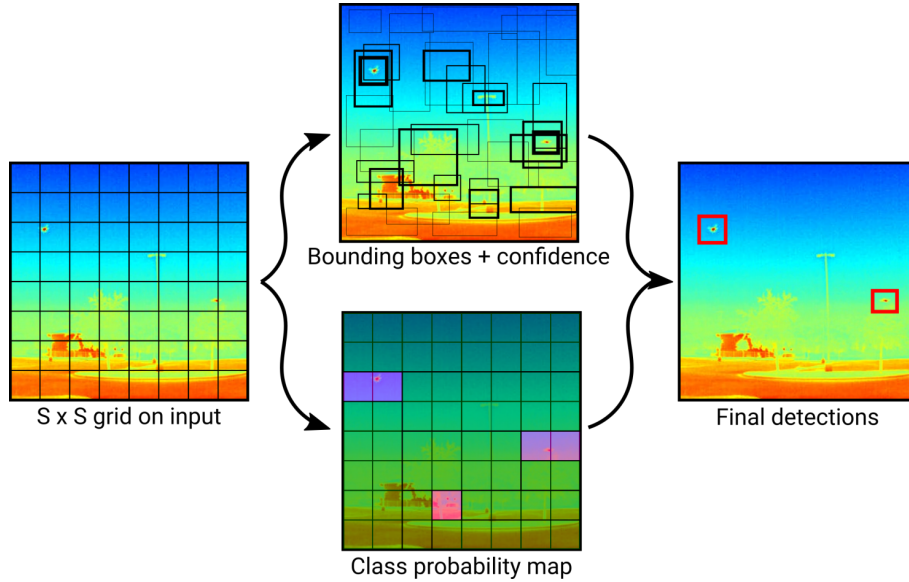 Bounding boxes + confidence
S x S grid on input
Final detections
Class probability map